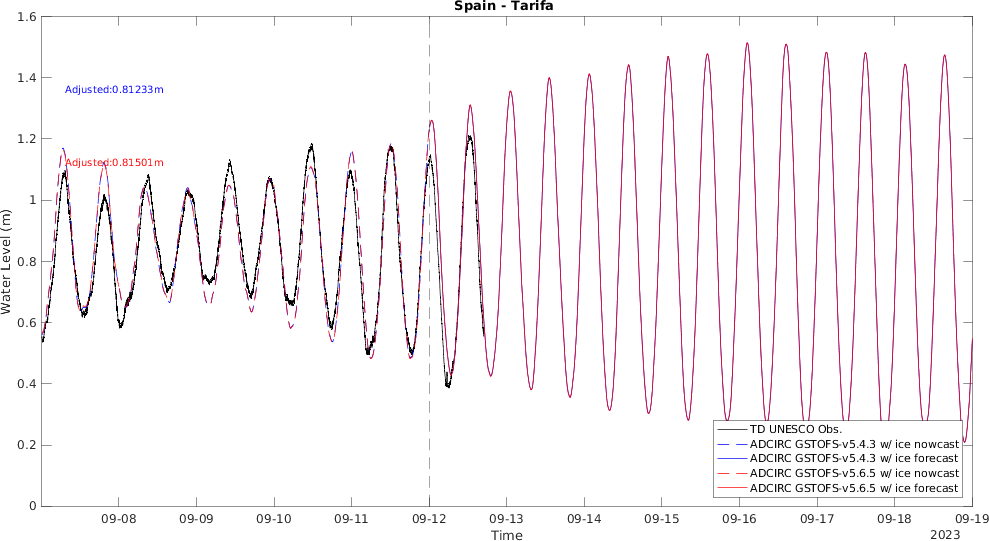 Spain - Tarifa
1.6
1.4
1.2
1
0.8
0.6
0.4
0.2
0
Water Level (m)
Adjusted:0.81233m
Adjusted:0.81501m
TD UNESCO Obs.
ADCIRC GSTOFS-v5.4.3 w/ ice nowcast
ADCIRC GSTOFS-v5.4.3 w/ ice forecast
ADCIRC GSTOFS-v5.6.5 w/ ice nowcast
ADCIRC GSTOFS-v5.6.5 w/ ice forecast
09-08 09-09 09-10 09-11 09-12 09-13 09-14 09-15 09-16 09-17 09-18 09-19
Time
2023